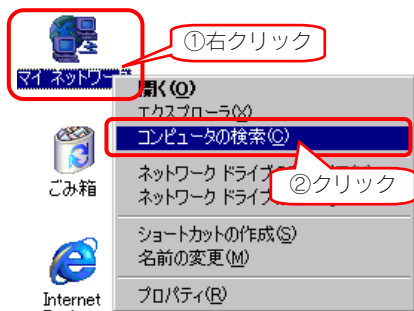 ①右クリック
マイ ネットワーク
開く(O)
エクスプローラ(X)
コンピュータの検索(C)
ネットワーク ドライブ
②クリック
ネットワーク ドライブ
ごみ箱
ショートカットの作成(S)
名前の変更(M)
プロパティ(R)
Internet